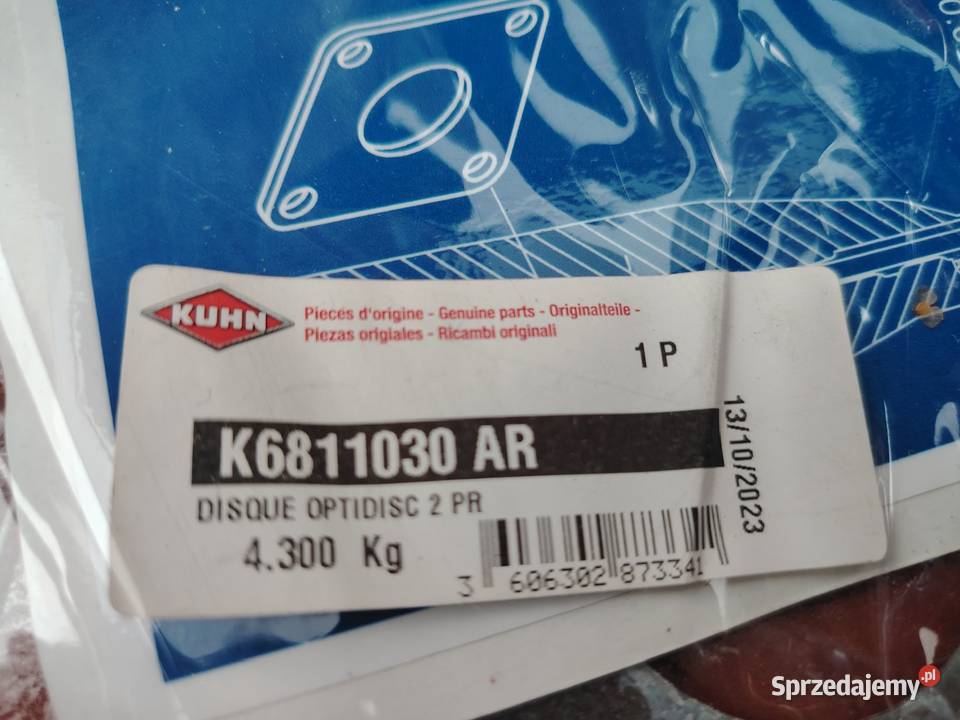 KUHN
Pieces d'origine - Genuine parts - Originalteile -
Piezas origiales - Ricambi originali
1 P
K6811030 AR
13/10/2023
DISQUE OPTIDISC 2 PR
4.300 Kg
3 606302 873341
Sprzedajemy.pl